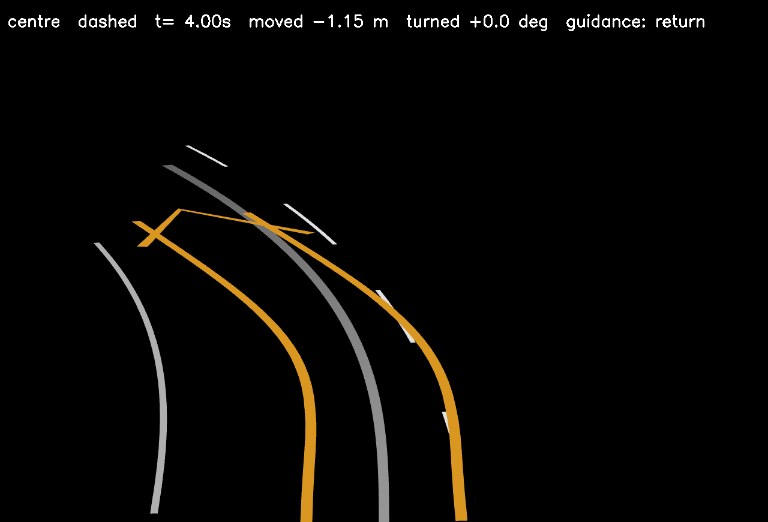 centre dashed t= 4.00s moved −1.15 m turned +0.0 deg guidance: return